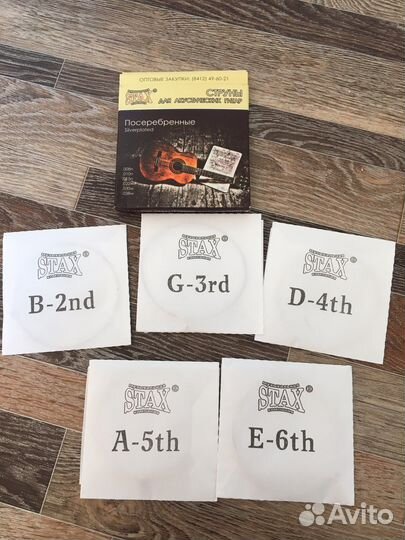 ОПТОВЫЕ ЗАКУПКИ: (8412) 49-60-21
STAX
СТРУНЫ
ДЛЯ АКУСТИЧЕСКИХ ГИТАР
Посеребренные
Silverplated
STAX
B-2nd
STAX
G-3rd
STAX
D-4th
STAX
A-5th
STAX
E-6th
Avito